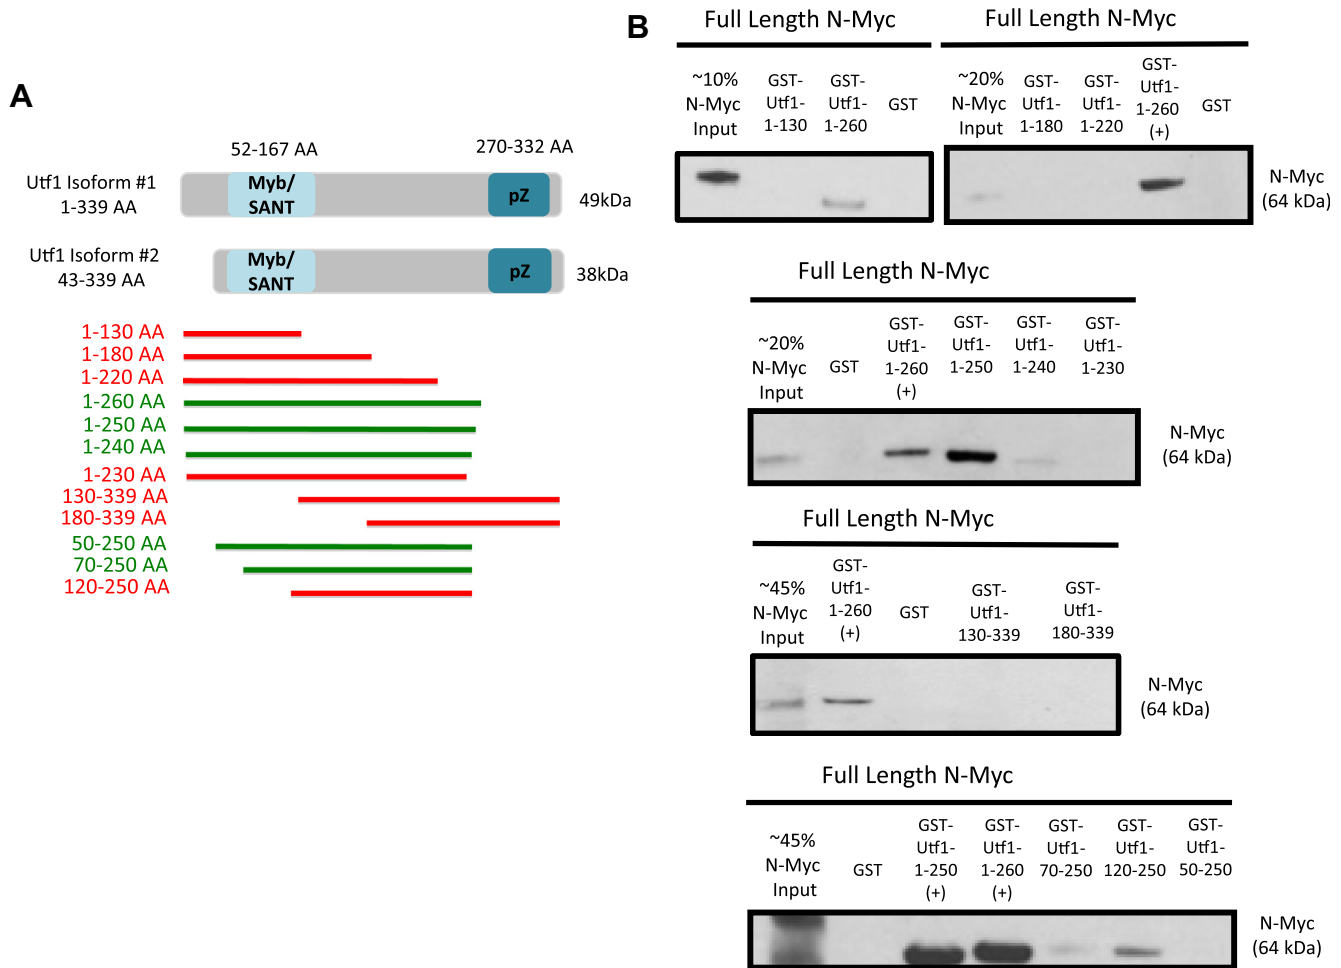 A
52-167 AA
270-332 AA
Utf1 Isoform #1
1-339 AA
Myb/
SANT
pZ
49kDa
Utf1 Isoform #2
43-339 AA
Myb/
SANT
pZ
38kDa
1-130 AA
1-180 AA
1-220 AA
1-260 AA
1-250 AA
1-240 AA
1-230 AA
130-339 AA
180-339 AA
50-250 AA
70-250 AA
120-250 AA
B
Full Length N-Myc
~10%
N-Myc
Input
GST-
Utf1-
1-130
GST-
Utf1-
1-260
GST
Full Length N-Myc
~20%
N-Myc
Input
GST-
Utf1-
1-180
GST-
Utf1-
1-220
GST-
Utf1-
1-260
(+)
GST
N-Myc
(64 kDa)
Full Length N-Myc
~20%
N-Myc
Input
GST
GST-
Utf1-
1-260
(+)
GST-
Utf1-
1-250
GST-
Utf1-
1-240
GST-
Utf1-
1-230
N-Myc
(64 kDa)
Full Length N-Myc
~45%
N-Myc
Input
GST-
Utf1-
1-260
(+)
GST
GST-
Utf1-
130-339
GST-
Utf1-
180-339
N-Myc
(64 kDa)
Full Length N-Myc
~45%
N-Myc
Input
GST
GST-
Utf1-
1-250
(+)
GST-
Utf1-
1-260
(+)
GST-
Utf1-
70-250
GST-
Utf1-
120-250
GST-
Utf1-
50-250
N-Myc
(64 kDa)